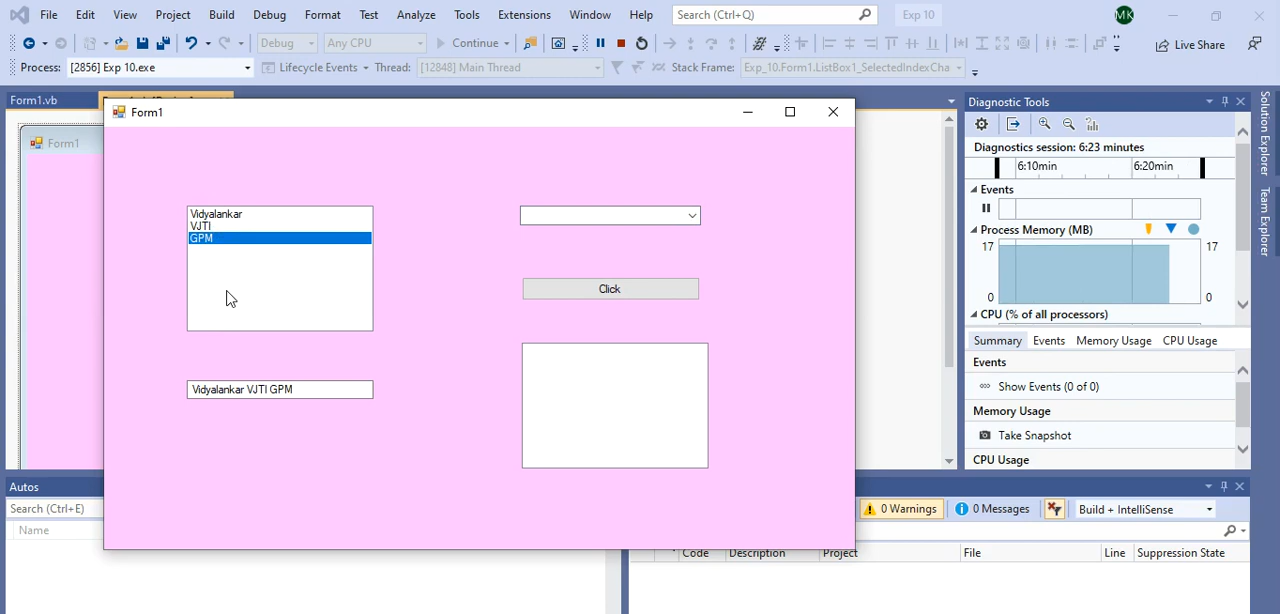 File Edit View Project Build Debug Format Test Analyze Tools Extensions Window Help Search (Ctrl+Q) Exp 10 MK
Debug Any CPU Continue Live Share
Process: [2856] Exp 10.exe Lifecycle Events Thread: [12848] Main Thread Stack Frame: Exp_10.Form1.ListBox1_SelectedIndexCha
Form1.vb
Form1
Form1
Vidyalankar
VJTI
GPM
Click
Vidyalankar VJTI GPM
Diagnostic Tools
Diagnostics session: 6:23 minutes
6:10min 6:20min
Events
Process Memory (MB)
17 17
0 0
CPU (% of all processors)
Summary Events Memory Usage CPU Usage
Events
Show Events (0 of 0)
Memory Usage
Take Snapshot
CPU Usage
Solution Explorer
Team Explorer
Autos
Search (Ctrl+E)
Name
0 Warnings 0 Messages Build + IntelliSense
Code Description Project File Line Suppression State